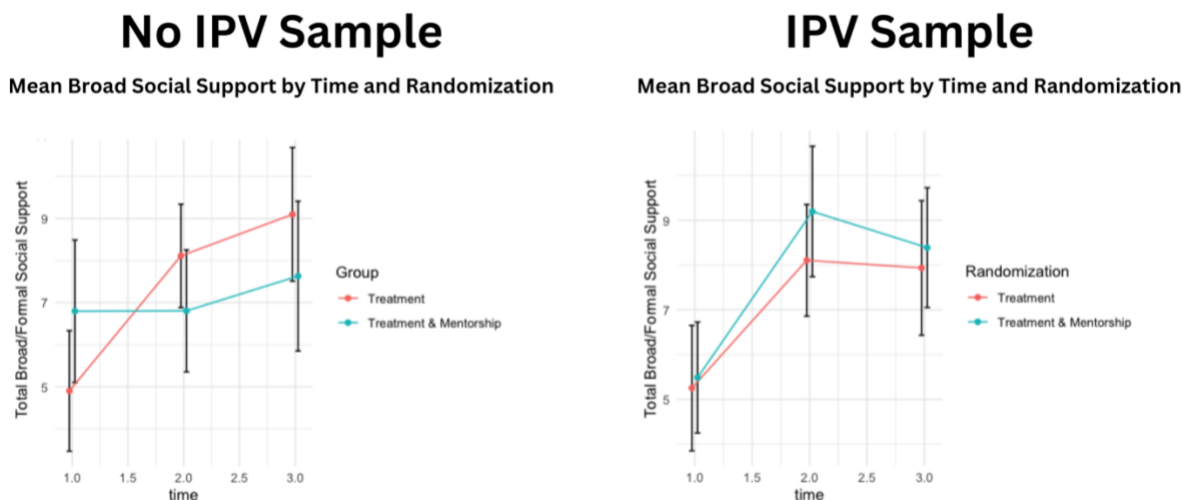 No IPV Sample
Mean Broad Social Support by Time and Randomization
Total Broad/Formal Social Support
9
7
5
1.0 1.5 2.0 2.5 3.0
time
Group
Treatment
Treatment & Mentorship
IPV Sample
Mean Broad Social Support by Time and Randomization
Total Broad/Formal Social Support
9
7
5
1.0 1.5 2.0 2.5 3.0
time
Randomization
Treatment
Treatment & Mentorship